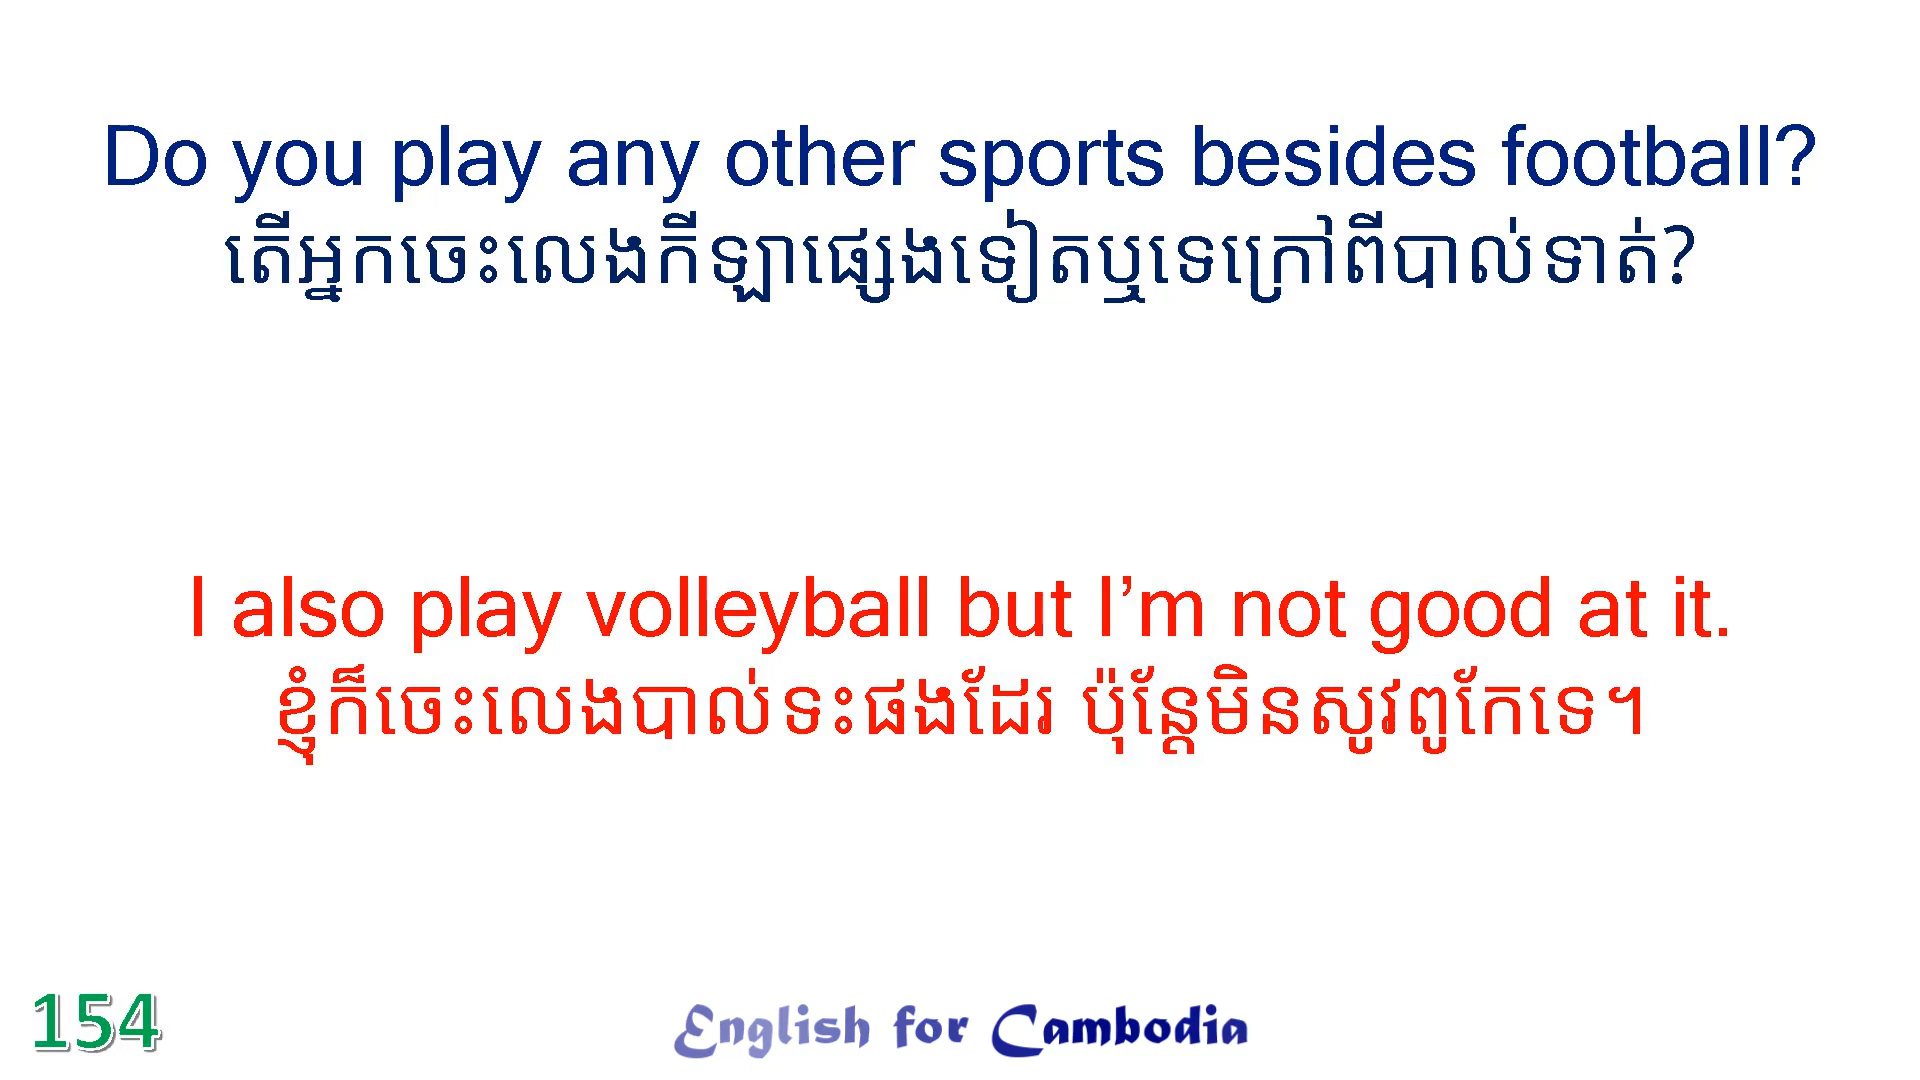 Do you play any other sports besides football?
តើអ្នកចេះលេងកីឡាផ្សេងទៀតឬទេក្រៅពីបាល់ទាត់?
I also play volleyball but I’m not good at it.
ខ្ញុំក៏ចេះលេងបាល់ទះផងដែរ ប៉ុន្តែមិនសូវពូកែទេ។
154
English for Cambodia